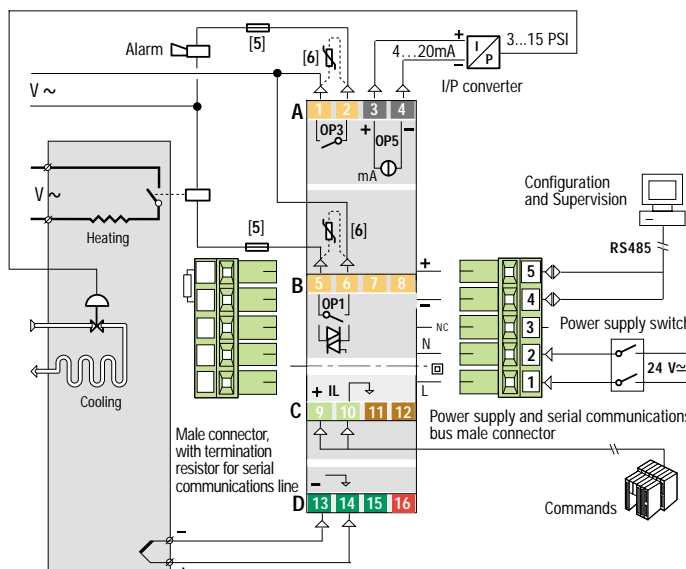 [5]
Alarm
[6]
+
4...20mA
−
I
P
3...15 PSI
I/P converter
V ~
A
1 2 3 4
OP3
+
−
OP5
mA
V ~
Heating
[5]
[6]
Configuration
and Supervision
RS485
B
5 6 7 8
+
−
NC
N
L
OP1
5
4
3
2
1
Power supply switch
24 V~
Cooling
+ IL
C
9 10 11 12
Male connector,
with termination
resistor for serial
communications line
Power supply and serial communications
bus male connector
−
D
13 14 15 16
Commands
−
+